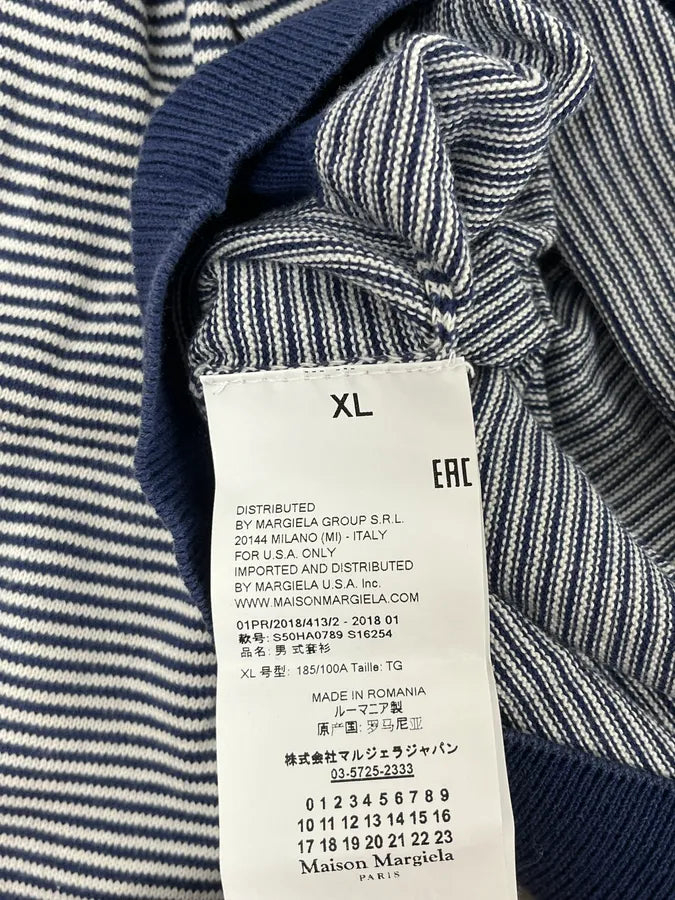 XL
EAC
DISTRIBUTED
BY MARGIELA GROUP S.R.L.
20144 MILANO (MI) - ITALY
FOR U.S.A. ONLY
IMPORTED AND DISTRIBUTED
BY MARGIELA U.S.A. Inc.
WWW.MAISONMARGIELA.COM
01PR/2018/413/2 - 2018 01
款号: S50HA0789 S16254
品名: 男 式套衫
XL 号型: 185/100A Taille: TG
MADE IN ROMANIA
ルーマニア製
原产国: 罗马尼亚
株式会社マルジェラジャパン
03-5725-2333
0 1 2 3 4 5 6 7 8 9
10 11 12 13 14 15 16
17 18 19 20 21 22 23
Maison Margiela
PARIS